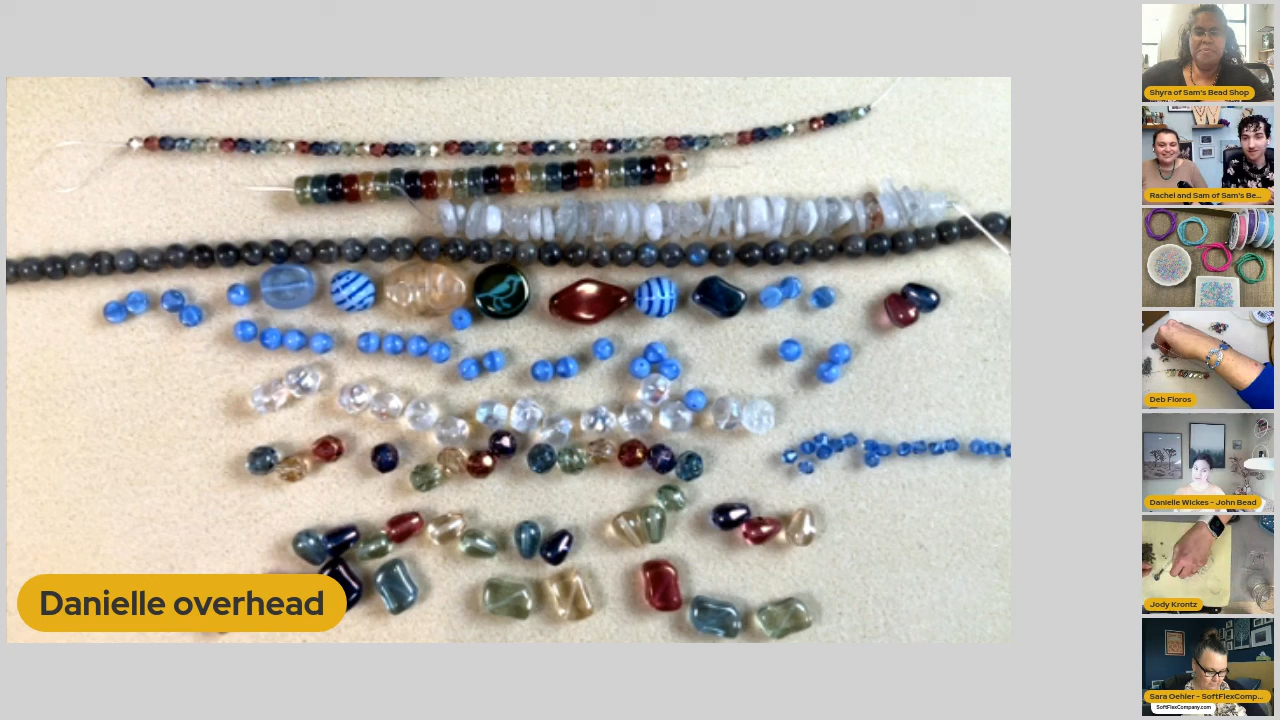 Danielle overhead
Shyra of Sam's Bead Shop
Rachel and Sam of Sam's Be...
Deb Floros
Danielle Wickes - John Bead
Jody Krontz
Sara Oehler - SoftFlexComp...
SoftFlexCompany.com